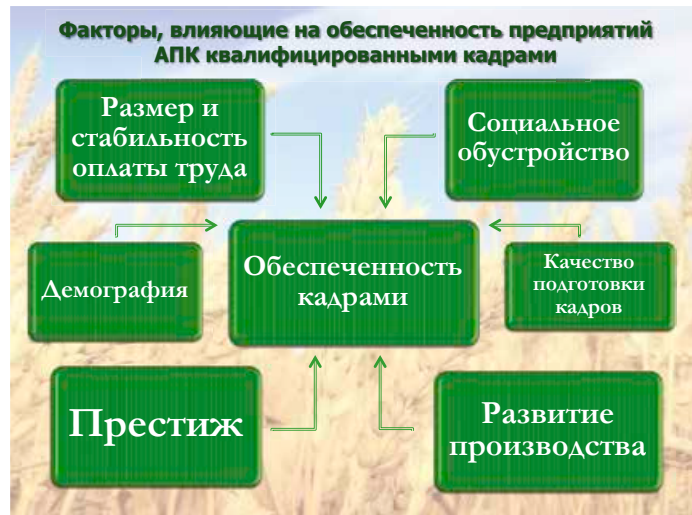 Факторы, влияющие на обеспеченность предприятий
АПК квалифицированными кадрами
Размер и
стабильность
оплаты труда
Социальное
обустройство
Демография
Обеспеченность
кадрами
Качество
подготовки
кадров
Престиж
Развитие
производства